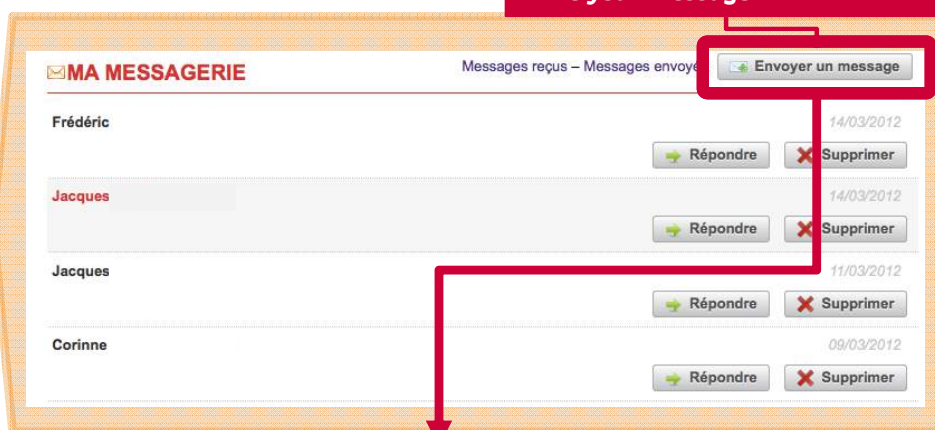 MA MESSAGERIE
Messages reçus – Messages envoyé
Envoyer un message
Frédéric
14/03/2012
Répondre
Supprimer
Jacques
14/03/2012
Répondre
Supprimer
Jacques
11/03/2012
Répondre
Supprimer
Corinne
09/03/2012
Répondre
Supprimer